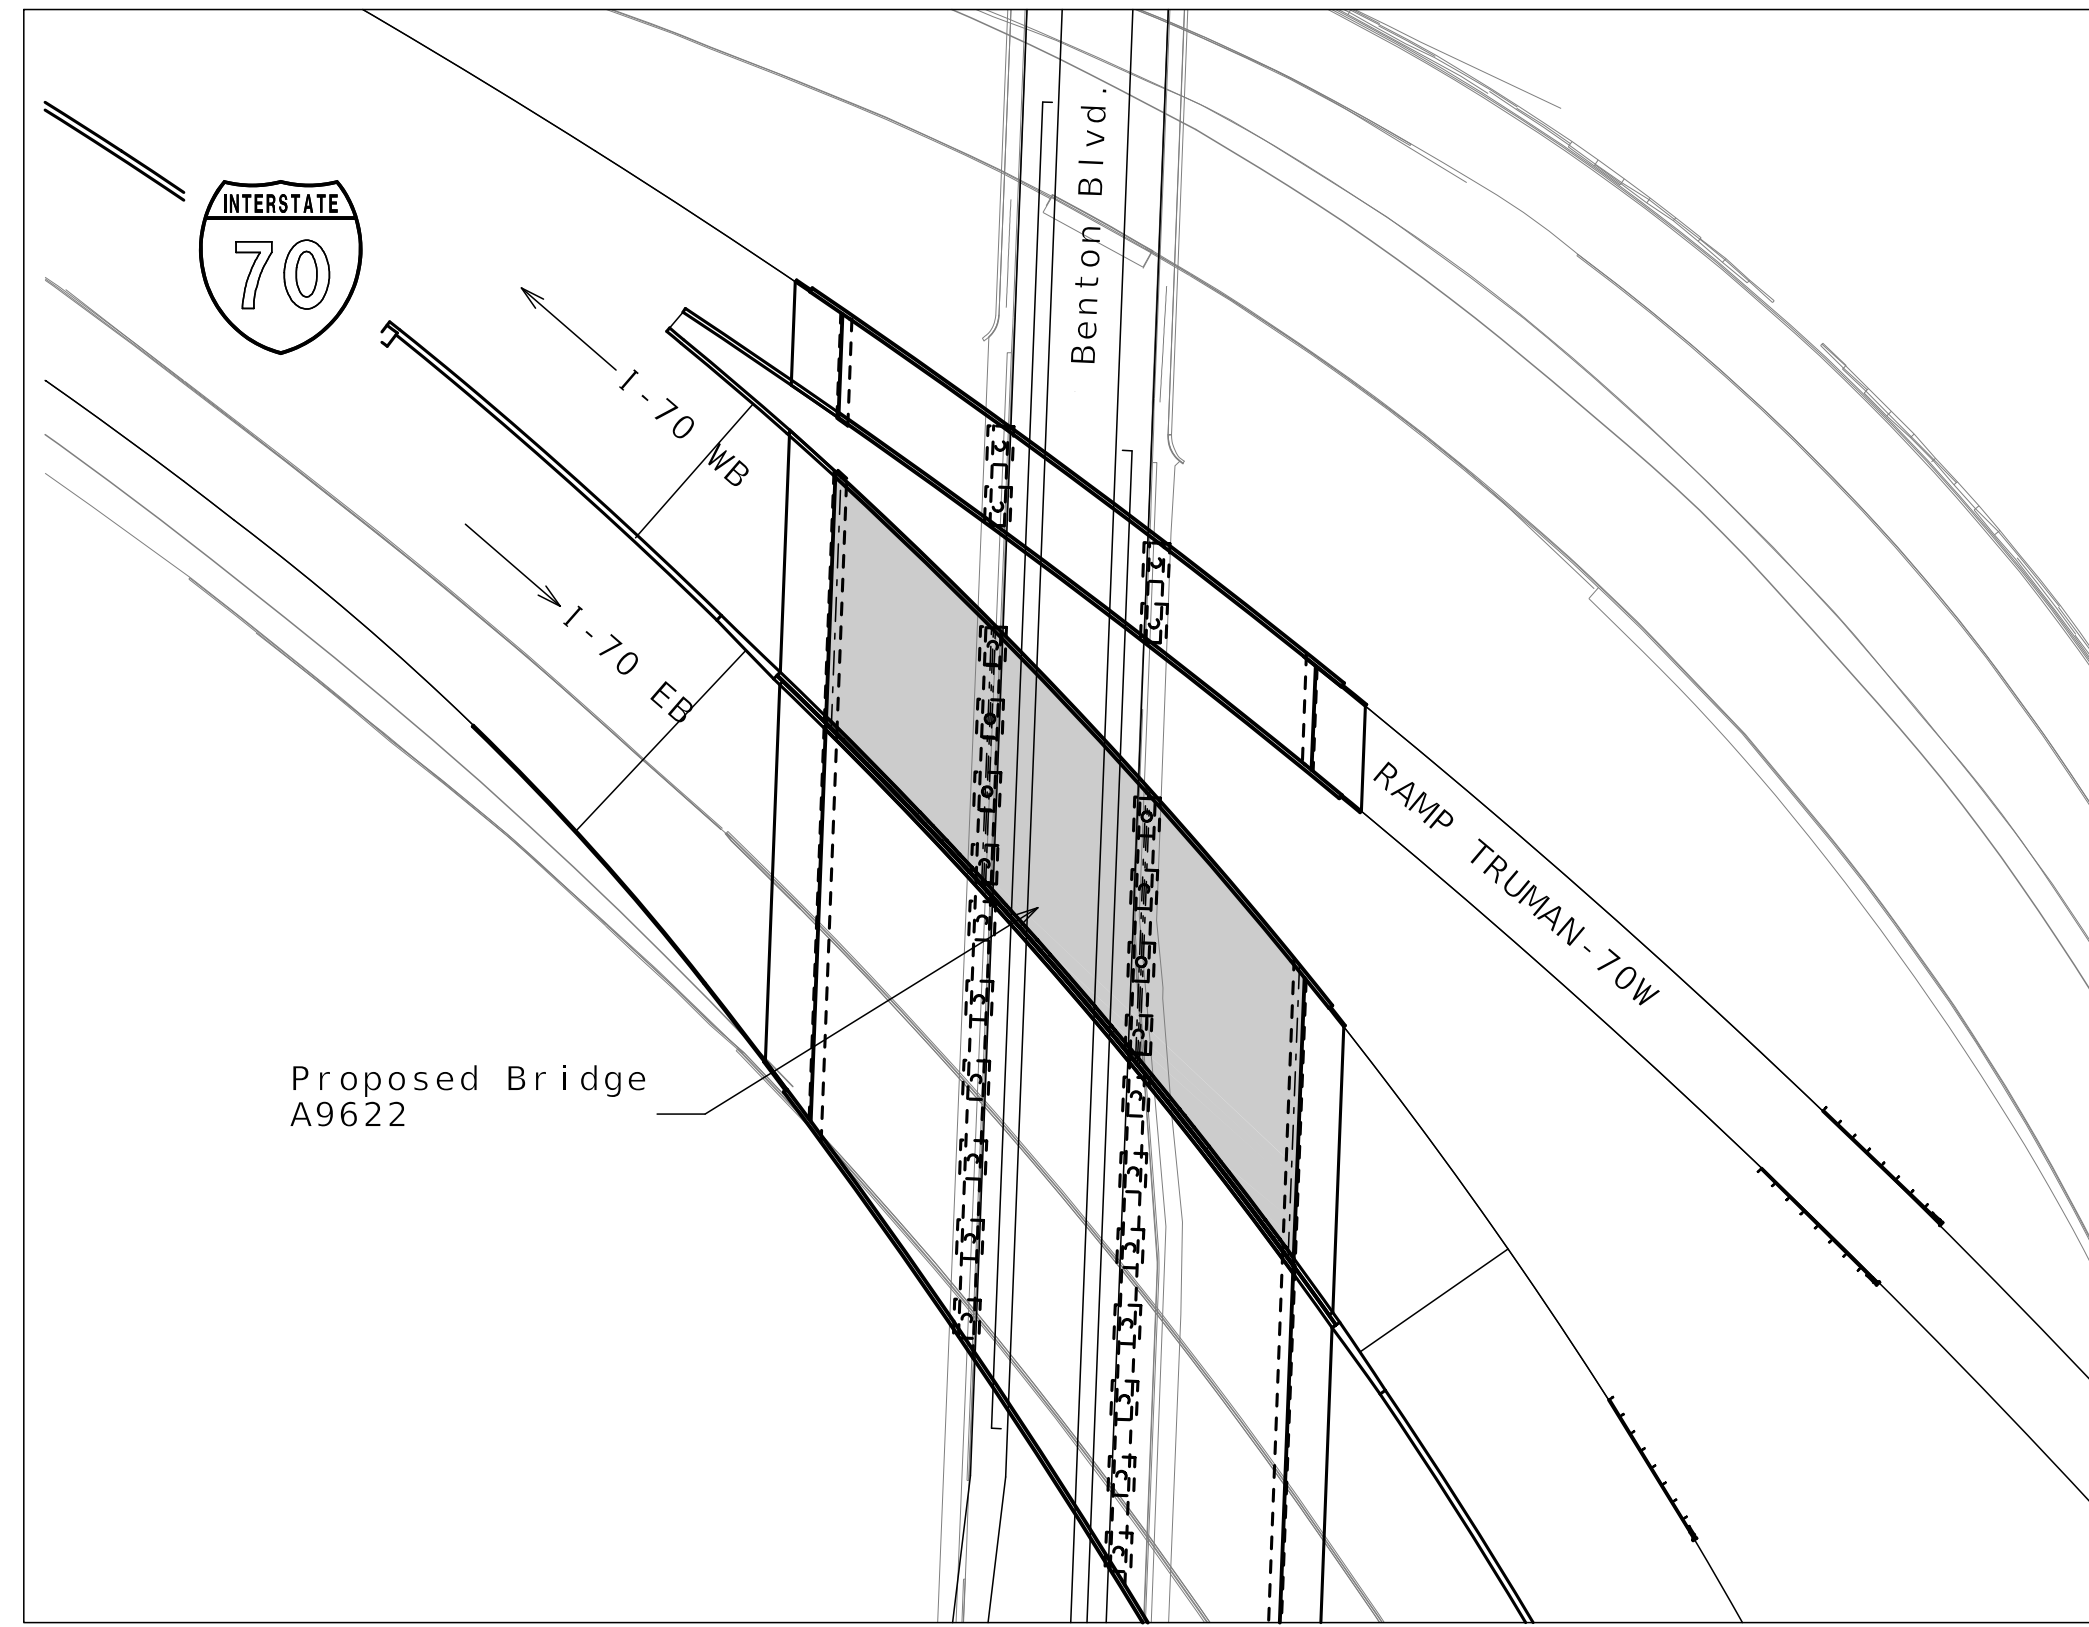 INTERSTATE
70
Benton Blvd.
I-70 WB
I-70 EB
RAMP TRUMAN-70W
Proposed Bridge
A9622